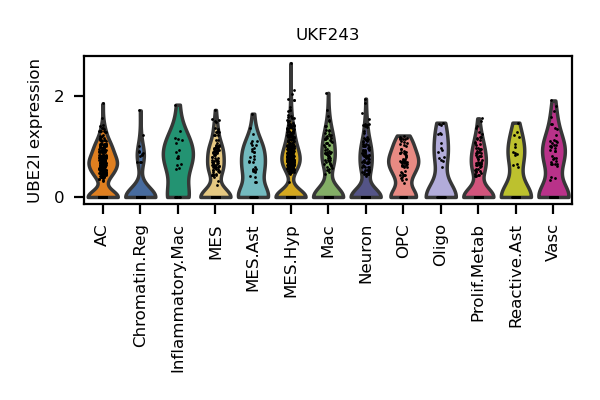 UKF243
UBE2I expression
2
0
AC
Chromatin.Reg
Inflammatory.Mac
MES
MES.Ast
MES.Hyp
Mac
Neuron
OPC
Oligo
Prolif.Metab
Reactive.Ast
Vasc